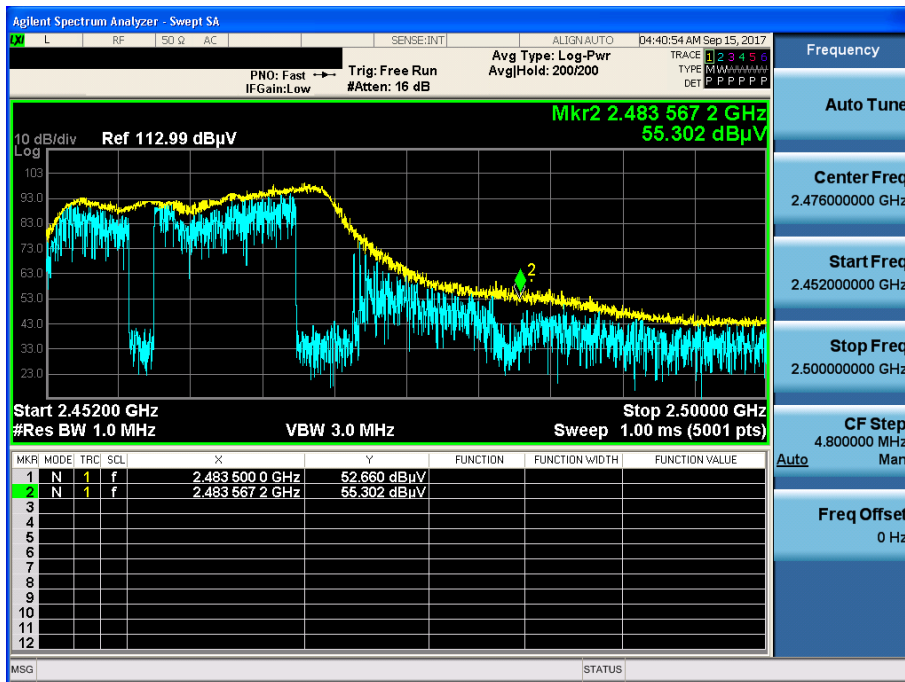 Agilent Spectrum Analyzer - Swept SA
LXI L RF 50 Ω AC SENSE:INT ALIGN AUTO 04:40:54 AM Sep 15, 2017
PNO: Fast
IFGain:Low
Trig: Free Run
#Atten: 16 dB
Avg Type: Log-Pwr
Avg|Hold: 200/200
TRACE 1 2 3 4 5 6
TYPE M W W W W W
DET P P P P P P
Mkr2 2.483 567 2 GHz
55.302 dBµV
10 dB/div
Log
Ref 112.99 dBµV
103
93.0
83.0
73.0
63.0
53.0
43.0
33.0
23.0
2
Start 2.45200 GHz Stop 2.50000 GHz
#Res BW 1.0 MHz VBW 3.0 MHz Sweep 1.00 ms (5001 pts)
MKR MODE TRC SCL X Y FUNCTION FUNCTION WIDTH FUNCTION VALUE
1 N 1 f 2.483 500 0 GHz 52.660 dBµV
2 N 1 f 2.483 567 2 GHz 55.302 dBµV
3
4
5
6
7
8
9
10
11
12
MSG STATUS
Frequency
Auto Tune
Center Freq
2.476000000 GHz
Start Freq
2.452000000 GHz
Stop Freq
2.500000000 GHz
CF Step
4.800000 MHz
Auto Man
Freq Offset
0 Hz